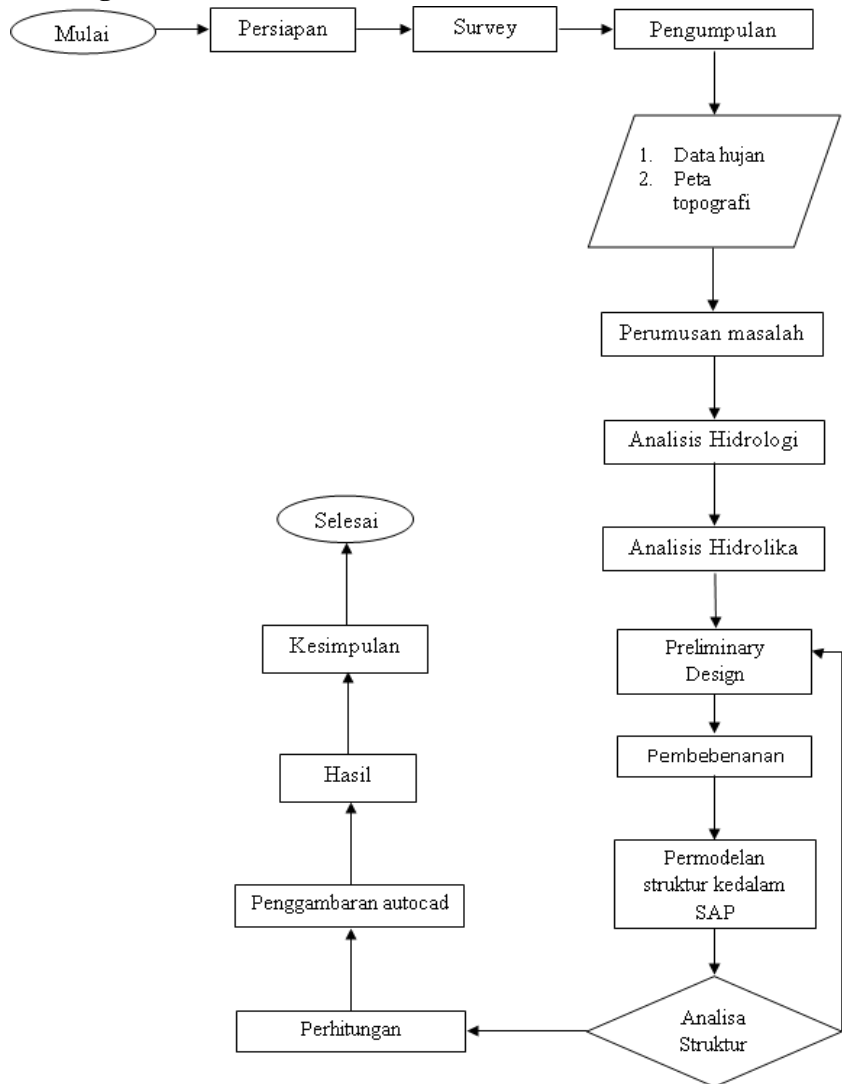 Mulai
Persiapan
Survey
Pengumpulan
1. Data hujan
2. Peta
topografi
Perumusan masalah
Analisis Hidrologi
Analisis Hidrolika
Preliminary
Design
Pembebenanan
Permodelan
struktur kedalam
SAP
Analisa
Struktur
Perhitungan
Penggambaran autocad
Hasil
Kesimpulan
Selesai